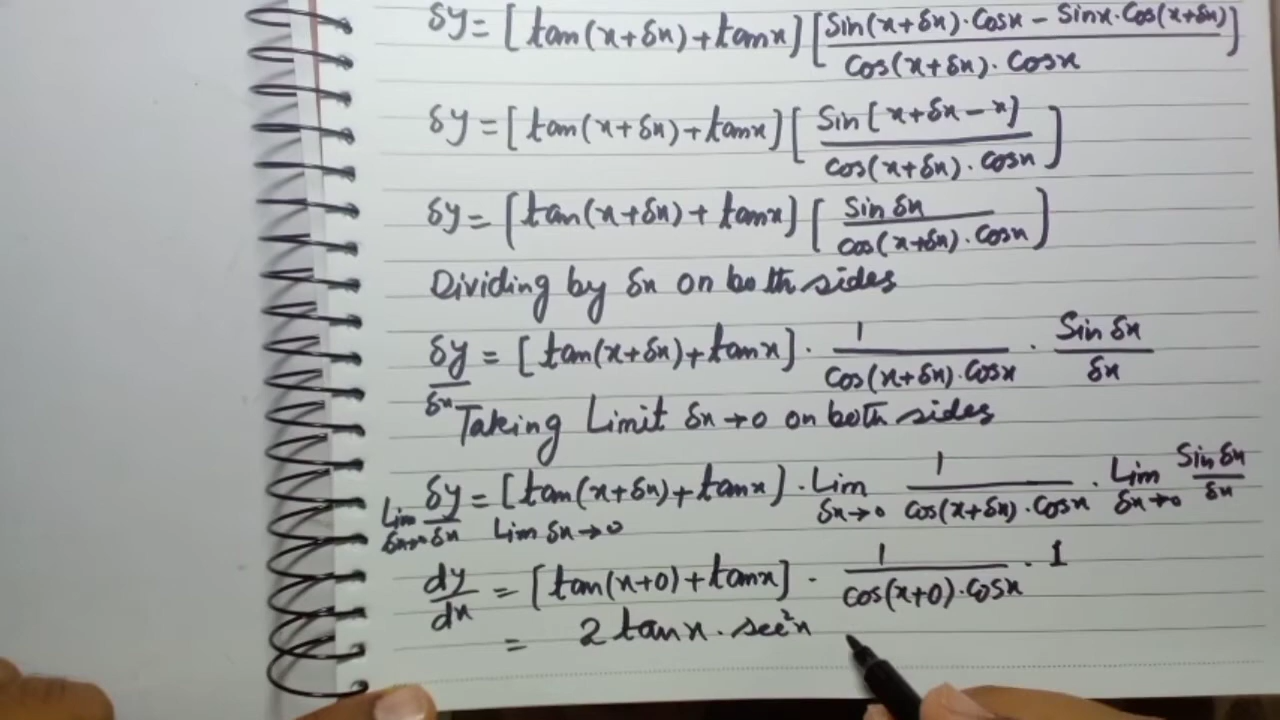 δy = [tan(x+δx)+tanx] [Sin(x+δx)·Cosx − Sinx·Cos(x+δx) / Cos(x+δx)·Cosx]
δy = [tan(x+δx)+tanx] [Sin[x+δx−x] / cos(x+δx)·cosx]
δy = [tan(x+δx)+tanx] [Sin δx / cos(x+δx)·cosx]
Dividing by δx on both sides
δy/δx = [tan(x+δx)+tanx] · 1/cos(x+δx)·cosx · Sin δx/δx
Taking Limit δx→0 on both sides
Lim δx→0 δy/δx = [tan(x+δx)+tanx] Lim δx→0 · Lim δx→0 1/cos(x+δx)·cosx · Lim δx→0 Sin δx/δx
dy/dx = [tan(x+0)+tanx] · 1/cos(x+0)·cosx · 1
= 2 tanx · sec²x